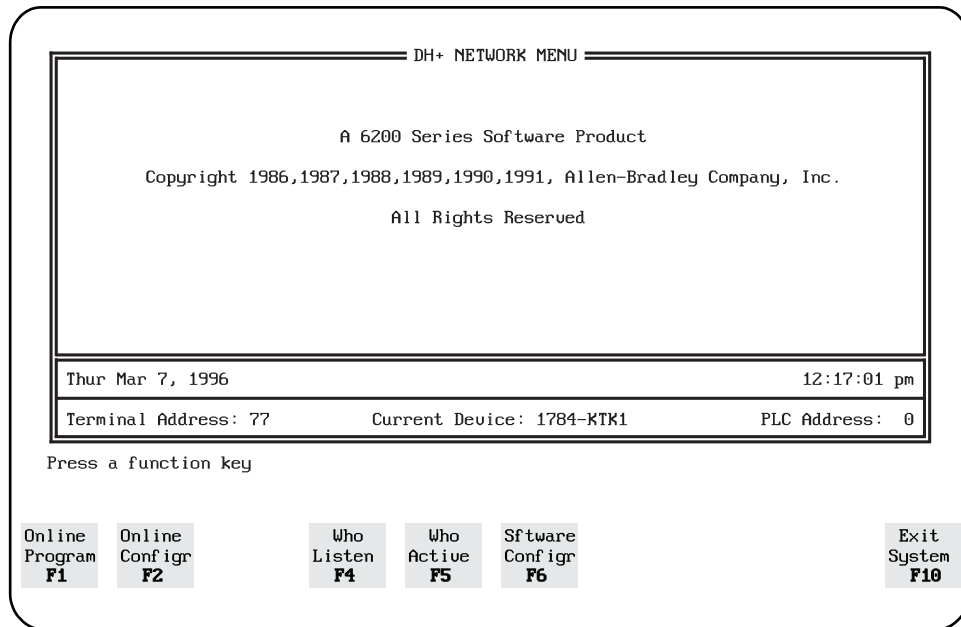 DH+ NETWORK MENU
A 6200 Series Software Product
Copyright 1986,1987,1988,1989,1990,1991, Allen-Bradley Company, Inc.
All Rights Reserved
Thur Mar 7, 1996 12:17:01 pm
Terminal Address: 77 Current Device: 1784-KTK1 PLC Address: 0
Press a function key
Online Online Who Who Sftware Exit
Program Configr Listen Active Configr System
F1 F2 F4 F5 F6 F10